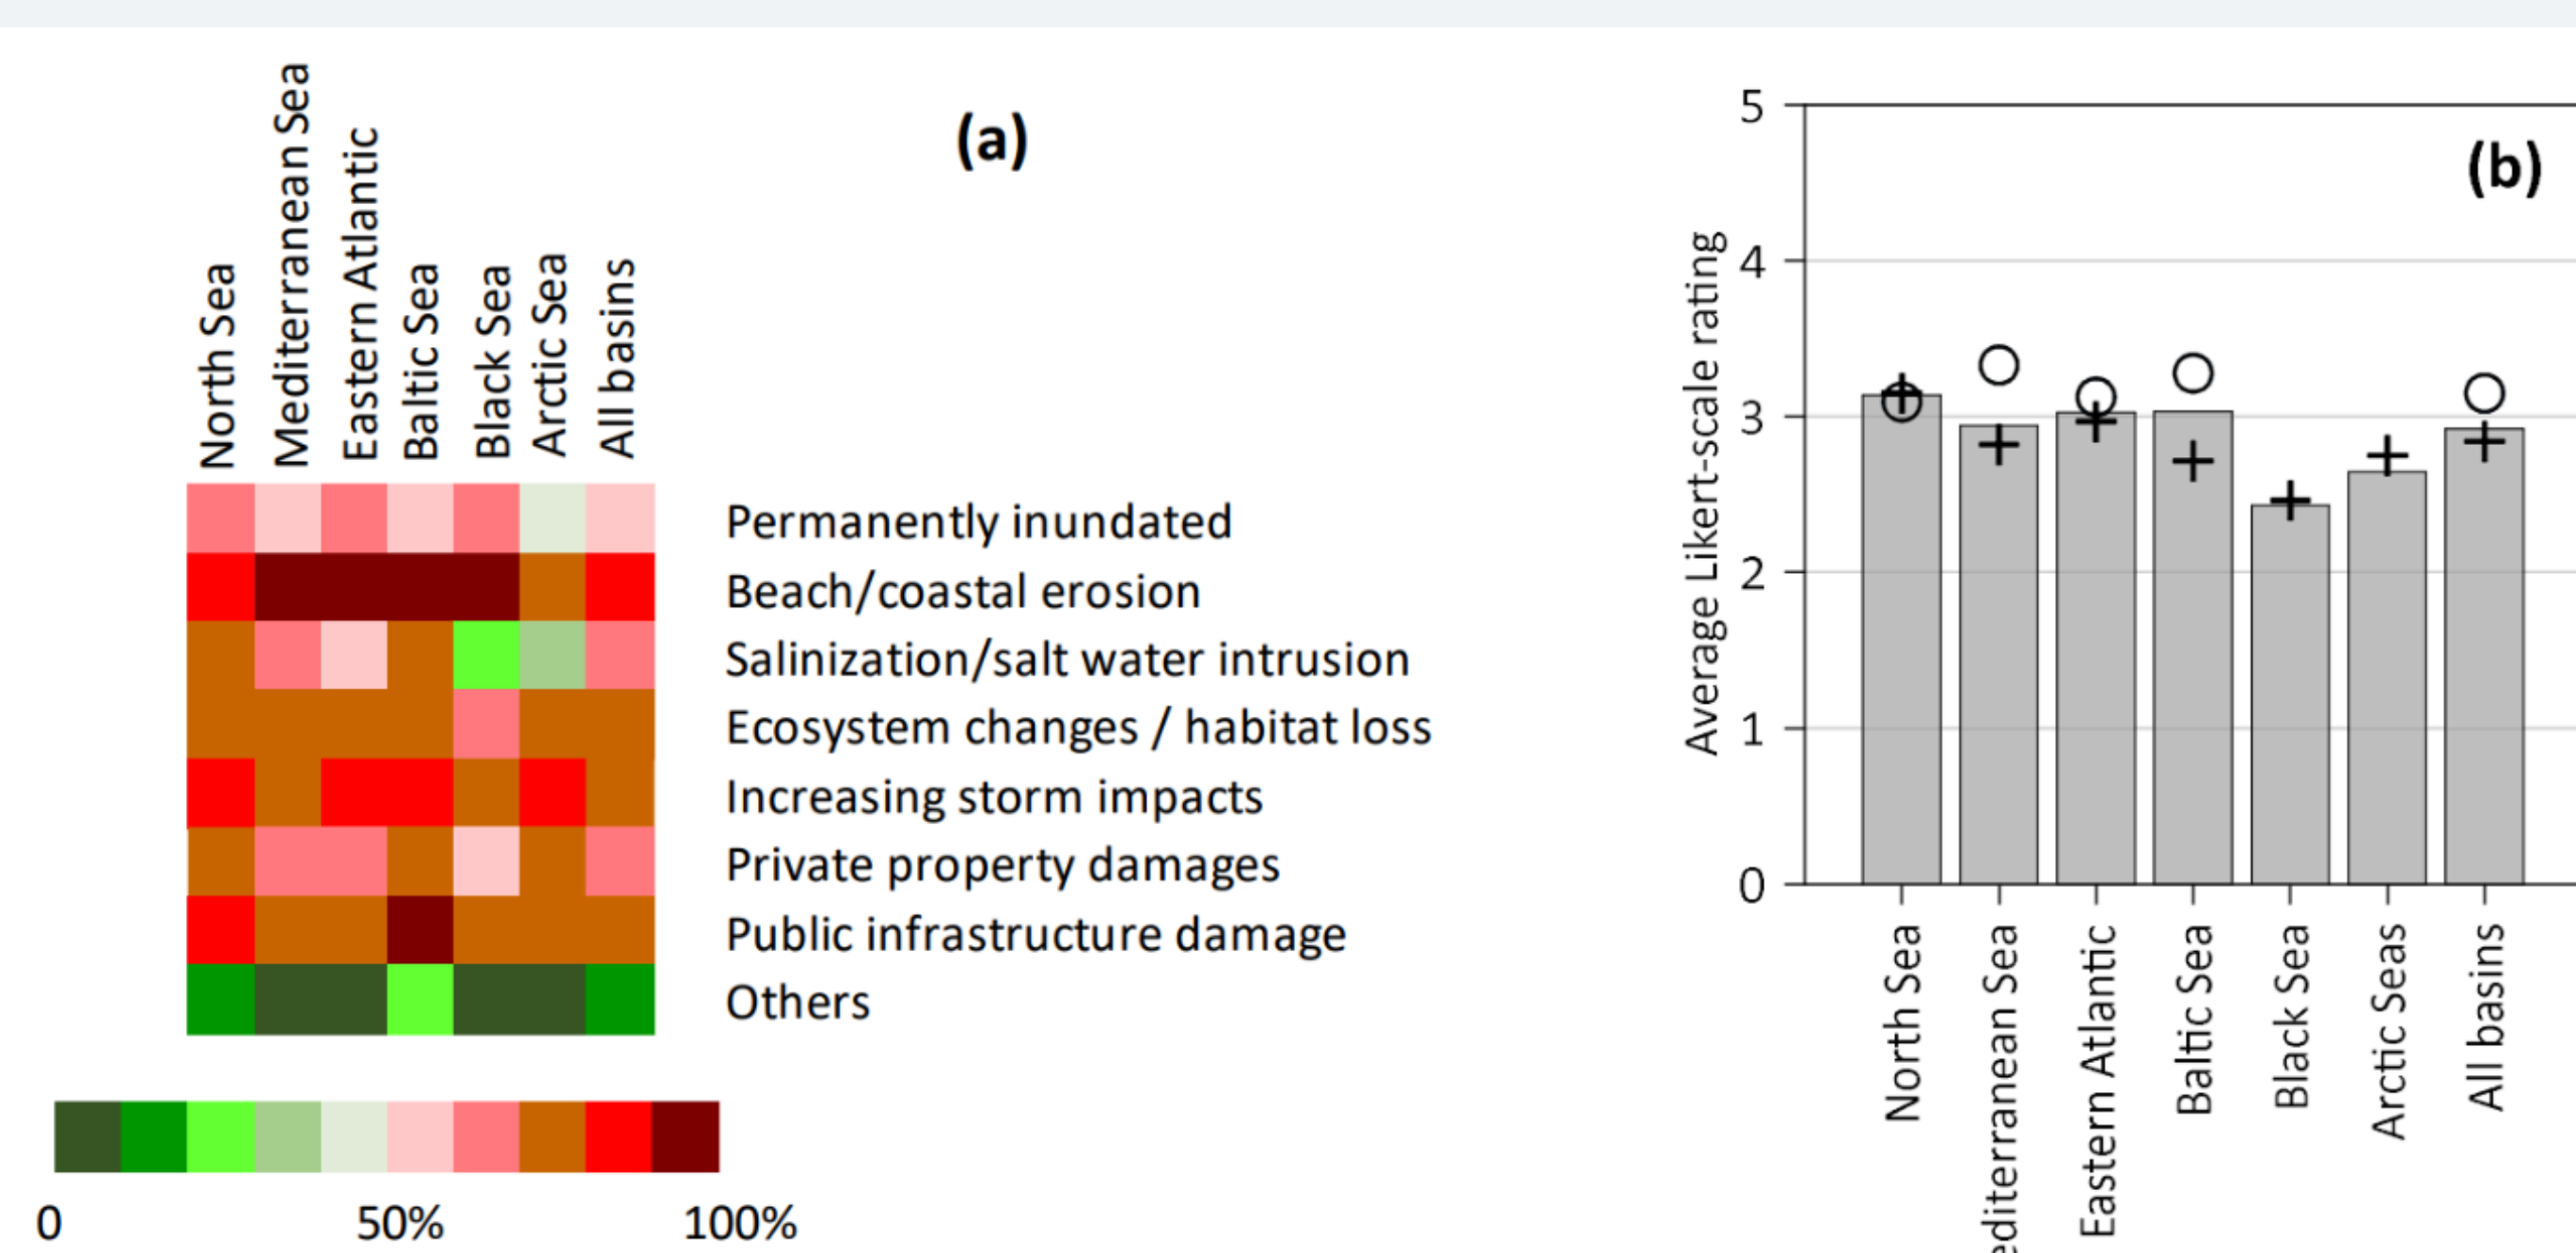 (a)
North Sea
Mediterranean Sea
Eastern Atlantic
Baltic Sea
Black Sea
Arctic Sea
All basins
Permanently inundated
Beach/coastal erosion
Salinization/salt water intrusion
Ecosystem changes / habitat loss
Increasing storm impacts
Private property damages
Public infrastructure damage
Others
0
50%
100%
(b)
Average Likert-scale rating
5
4
3
2
1
0
North Sea
editerranean Sea
Eastern Atlantic
Baltic Sea
Black Sea
Arctic Seas
All basins